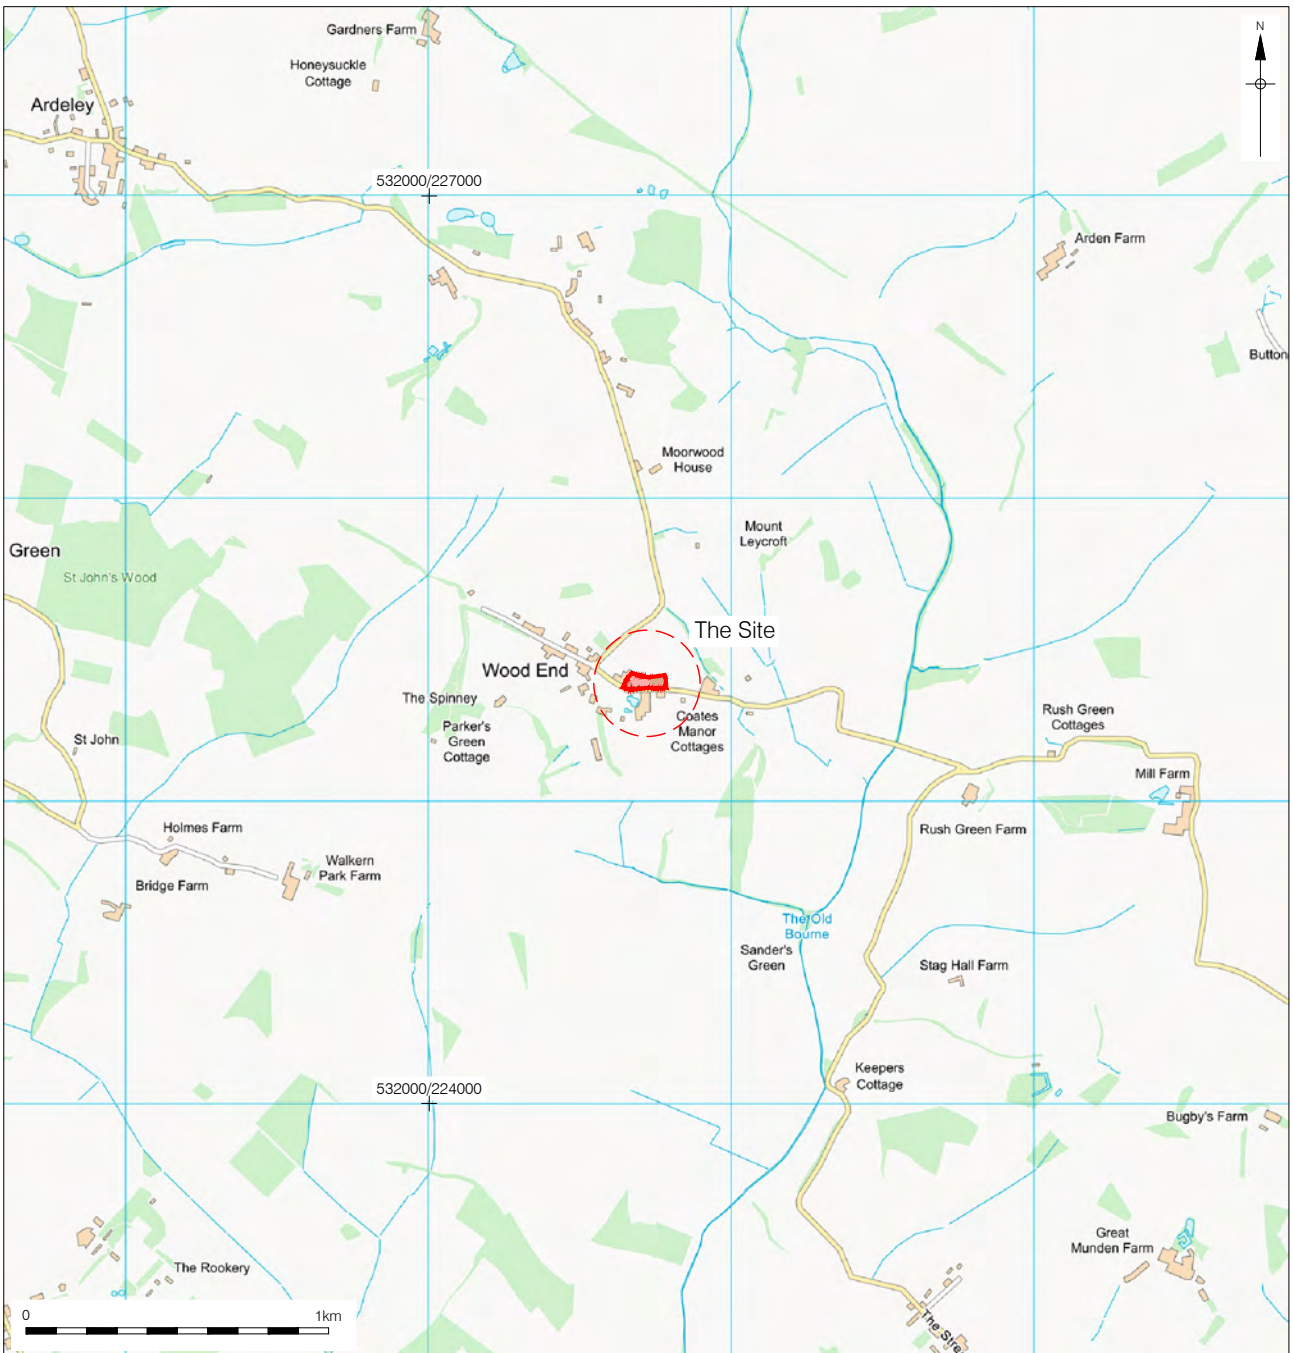 Gardners Farm
N
Honeysuckle
Cottage
Ardeley
532000/227000
Arden Farm
Button
Moorwood
House
Mount
Leycroft
Green
St John's Wood
The Site
Wood End
The Spinney
Parker's
Green
Cottage
Coates
Manor
Cottages
Rush Green
Cottages
St John
Mill Farm
Holmes Farm
Rush Green Farm
Walkern
Park Farm
Bridge Farm
The Old
Bourne
Sander's
Green
Stag Hall Farm
Keepers
Cottage
532000/224000
Bugby's Farm
Great
Munden Farm
The Rookery
0 1km
The Stre